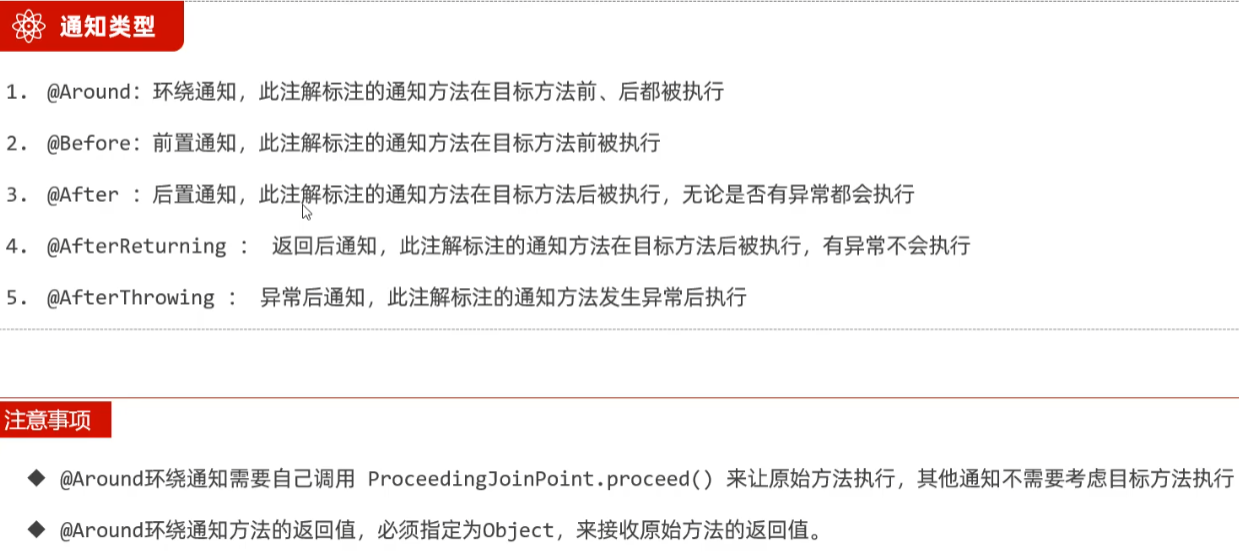 通知类型
1. @Around：环绕通知，此注解标注的通知方法在目标方法前、后都被执行
2. @Before：前置通知，此注解标注的通知方法在目标方法前被执行
3. @After ：后置通知，此注解标注的通知方法在目标方法后被执行，无论是否有异常都会执行
4. @AfterReturning ： 返回后通知，此注解标注的通知方法在目标方法后被执行，有异常不会执行
5. @AfterThrowing ： 异常后通知，此注解标注的通知方法发生异常后执行
注意事项
◆ @Around环绕通知需要自己调用 ProceedingJoinPoint.proceed() 来让原始方法执行，其他通知不需要考虑目标方法执行
◆ @Around环绕通知方法的返回值，必须指定为Object，来接收原始方法的返回值。